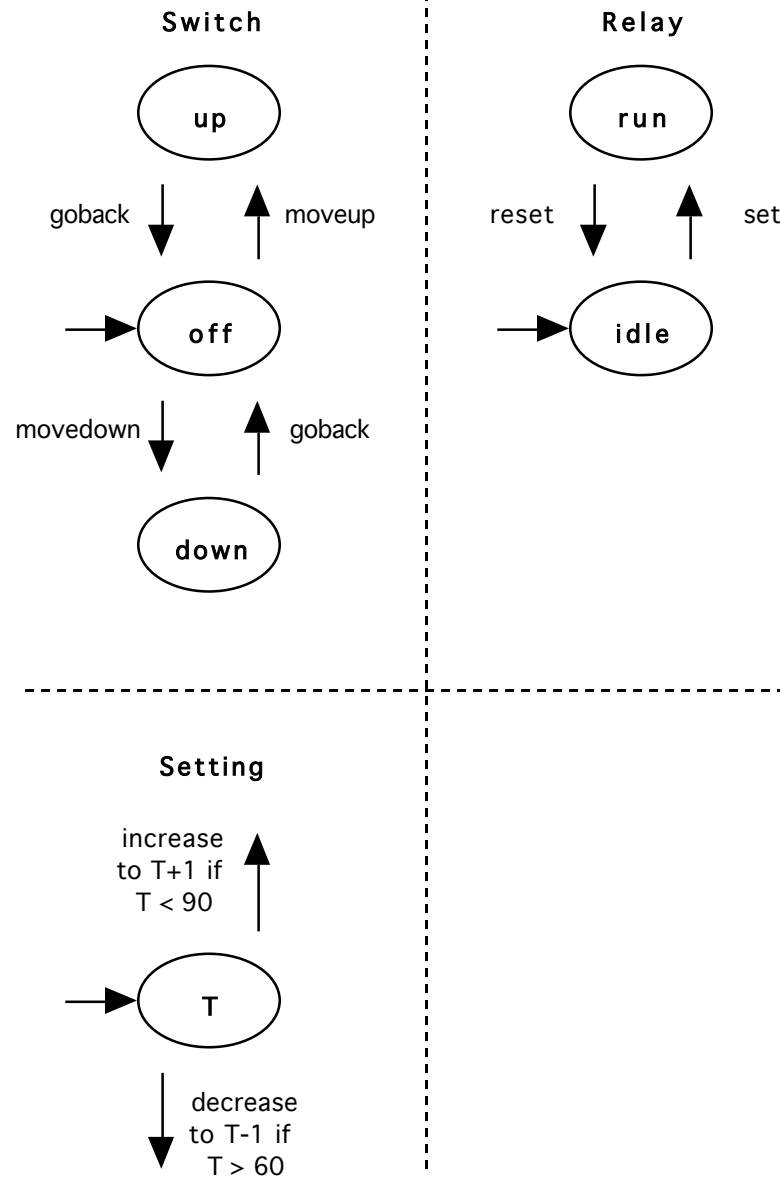 Switch
up
goback
moveup
off
movedown
goback
down
Relay
run
reset
set
idle
Setting
increase
to T+1 if
T < 90
T
decrease
to T-1 if
T > 60